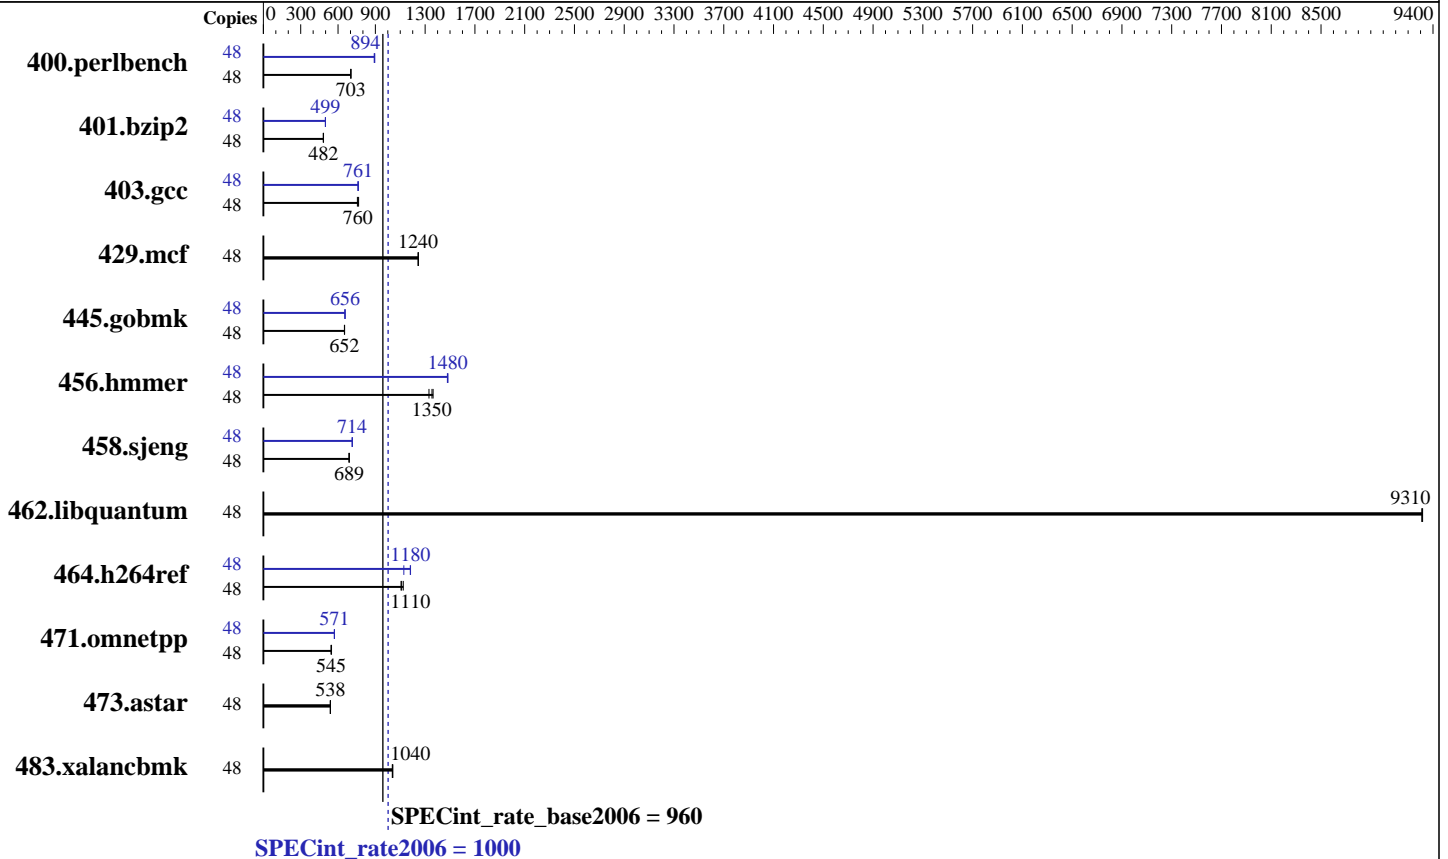 Copies 0 300 600 900 1300 1700 2100 2500 2900 3300 3700 4100 4500 4900 5300 5700 6100 6500 6900 7300 7700 8100 8500 9400
400.perlbench 48 894
48 703
401.bzip2 48 499
48 482
403.gcc 48 761
48 760
429.mcf 48 1240
445.gobmk 48 656
48 652
456.hmmer 48 1480
48 1350
458.sjeng 48 714
48 689
462.libquantum 48 9310
464.h264ref 48 1180
48 1110
471.omnetpp 48 571
48 545
473.astar 48 538
483.xalancbmk 48 1040
SPECint_rate_base2006 = 960
SPECint_rate2006 = 1000